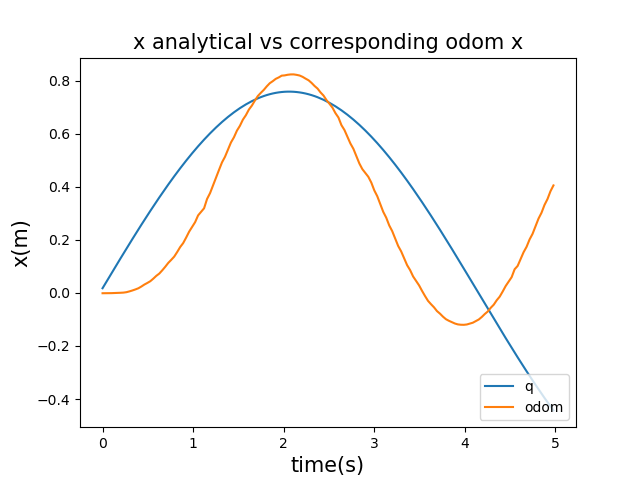 x analytical vs corresponding odom x
x(m)
0.8
0.6
0.4
0.2
0.0
−0.2
−0.4
0 1 2 3 4 5
time(s)
q
odom